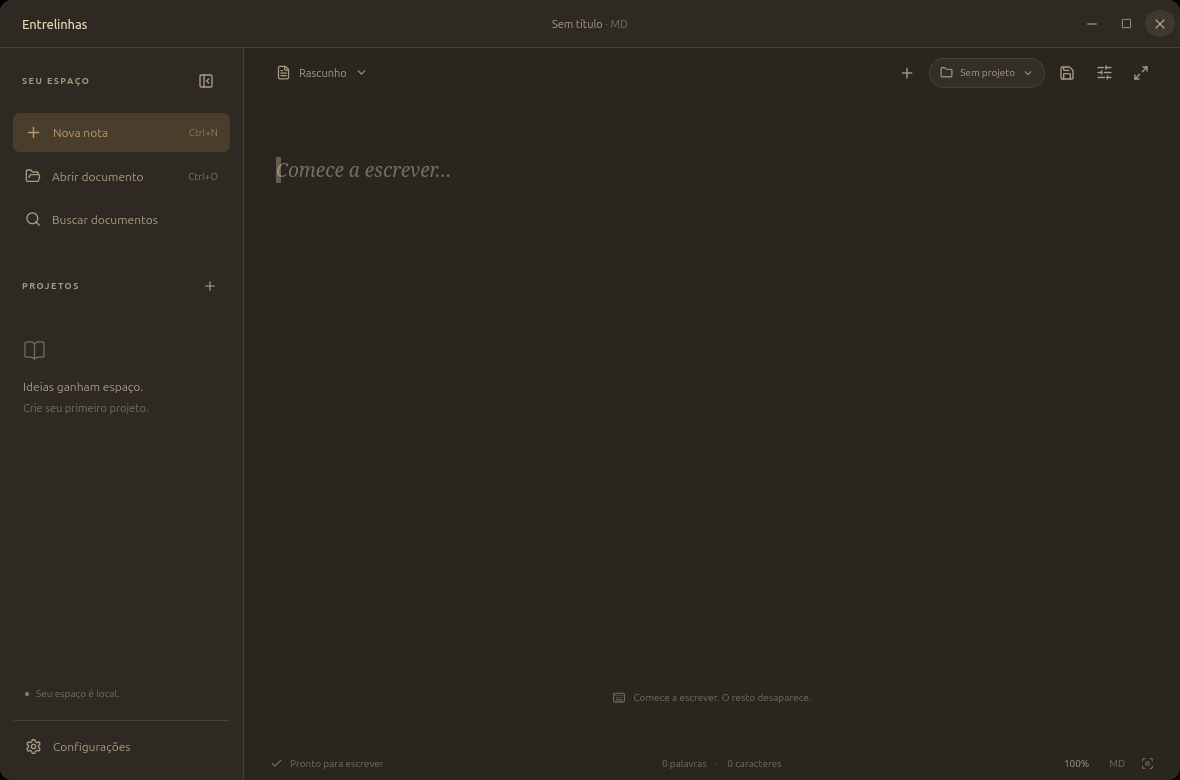 Entrelinhas
Sem título · MD
SEU ESPAÇO
Nova nota Ctrl+N
Abrir documento Ctrl+O
Buscar documentos
PROJETOS
Ideias ganham espaço.
Crie seu primeiro projeto.
Seu espaço é local.
Configurações
Rascunho
Sem projeto
Comece a escrever...
Comece a escrever. O resto desaparece.
Pronto para escrever
0 palavras · 0 caracteres
100% MD